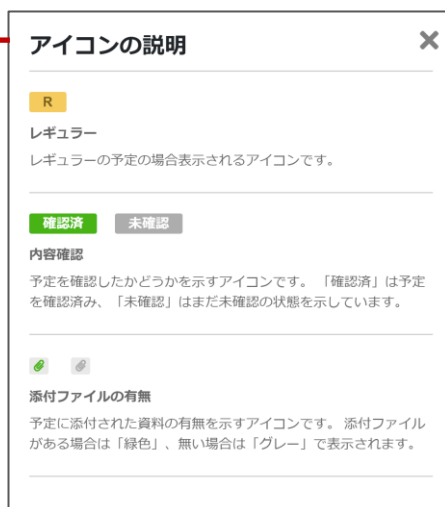 アイコンの説明
R
レギュラー
レギュラーの予定の場合表示されるアイコンです。
確認済 未確認
内容確認
予定を確認したかどうかを示すアイコンです。 「確認済」は予定
を確認済み、「未確認」はまだ未確認の状態を示しています。
添付ファイルの有無
予定に添付された資料の有無を示すアイコンです。 添付ファイル
がある場合は「緑色」、無い場合は「グレー」で表示されます。